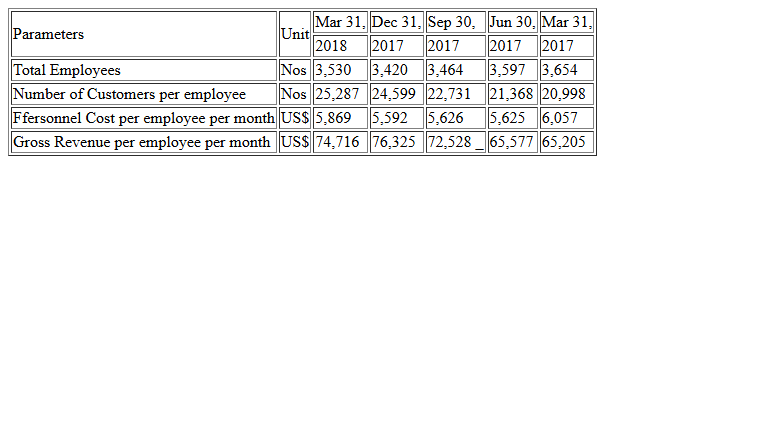 Parameters Unit Mar 31, Dec 31, Sep 30, Jun 30, Mar 31,
2018 2017 2017 2017 2017
Total Employees Nos 3,530 3,420 3,464 3,597 3,654
Number of Customers per employee Nos 25,287 24,599 22,731 21,368 20,998
Ffersonnel Cost per employee per month US$ 5,869 5,592 5,626 5,625 6,057
Gross Revenue per employee per month US$ 74,716 76,325 72,528 _ 65,577 65,205